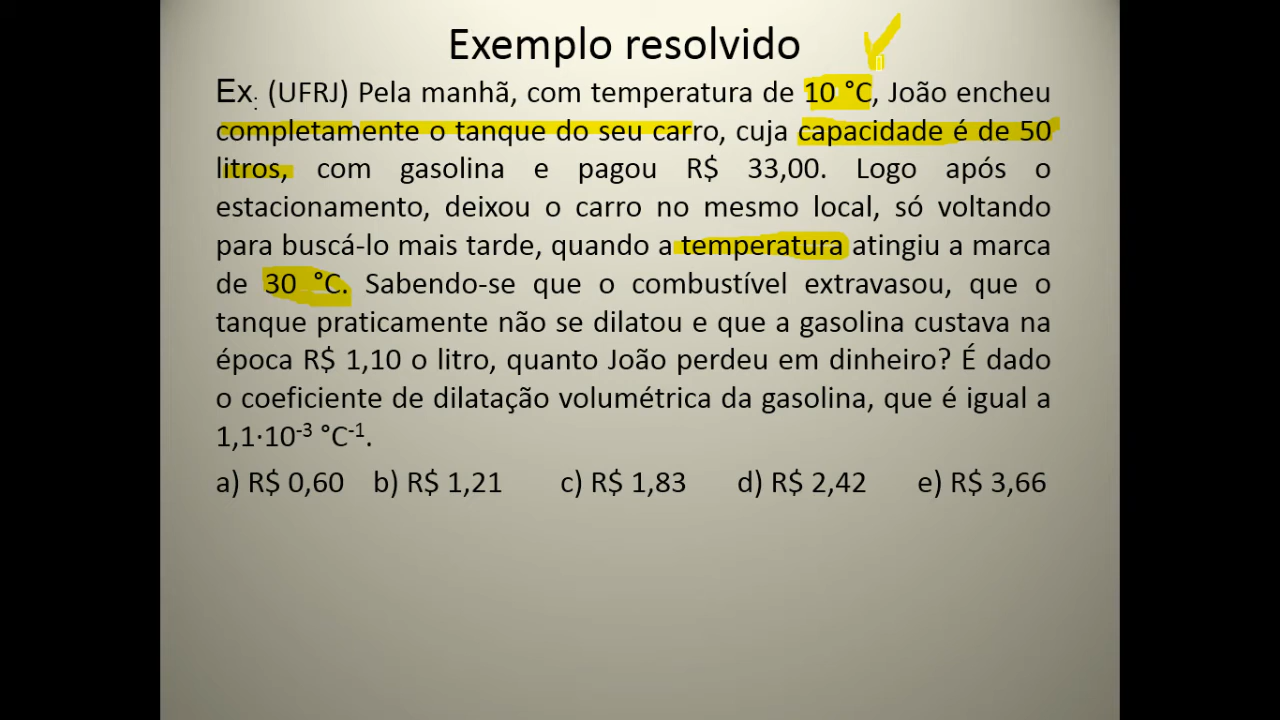 Exemplo resolvido
Ex: (UFRJ) Pela manhã, com temperatura de 10 °C, João encheu
completamente o tanque do seu carro, cuja capacidade é de 50
litros, com gasolina e pagou R$ 33,00. Logo após o
estacionamento, deixou o carro no mesmo local, só voltando
para buscá-lo mais tarde, quando a temperatura atingiu a marca
de 30 °C. Sabendo-se que o combustível extravasou, que o
tanque praticamente não se dilatou e que a gasolina custava na
época R$ 1,10 o litro, quanto João perdeu em dinheiro? É dado
o coeficiente de dilatação volumétrica da gasolina, que é igual a
1,1·10⁻³ °C⁻¹.
a) R$ 0,60 b) R$ 1,21 c) R$ 1,83 d) R$ 2,42 e) R$ 3,66